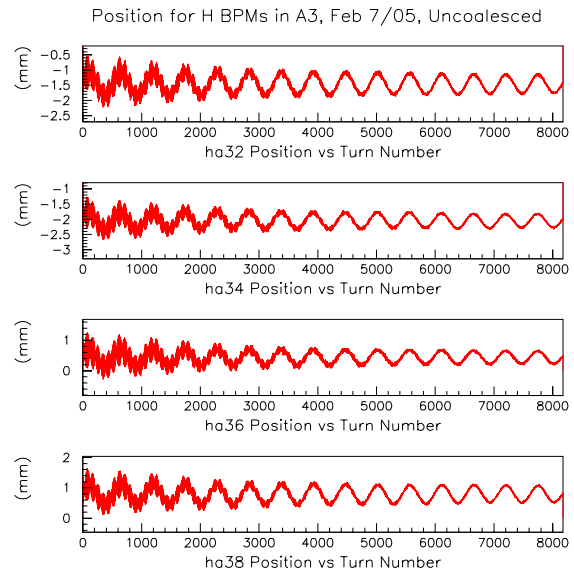 Position for H BPMs in A3, Feb 7/05, Uncoalesced
(mm)
-0.5
-1
-1.5
-2
-2.5
0 1000 2000 3000 4000 5000 6000 7000 8000
ha32 Position vs Turn Number
(mm)
-1
-1.5
-2
-2.5
-3
0 1000 2000 3000 4000 5000 6000 7000 8000
ha34 Position vs Turn Number
(mm)
1
0
0 1000 2000 3000 4000 5000 6000 7000 8000
ha36 Position vs Turn Number
(mm)
2
1
0
0 1000 2000 3000 4000 5000 6000 7000 8000
ha38 Position vs Turn Number